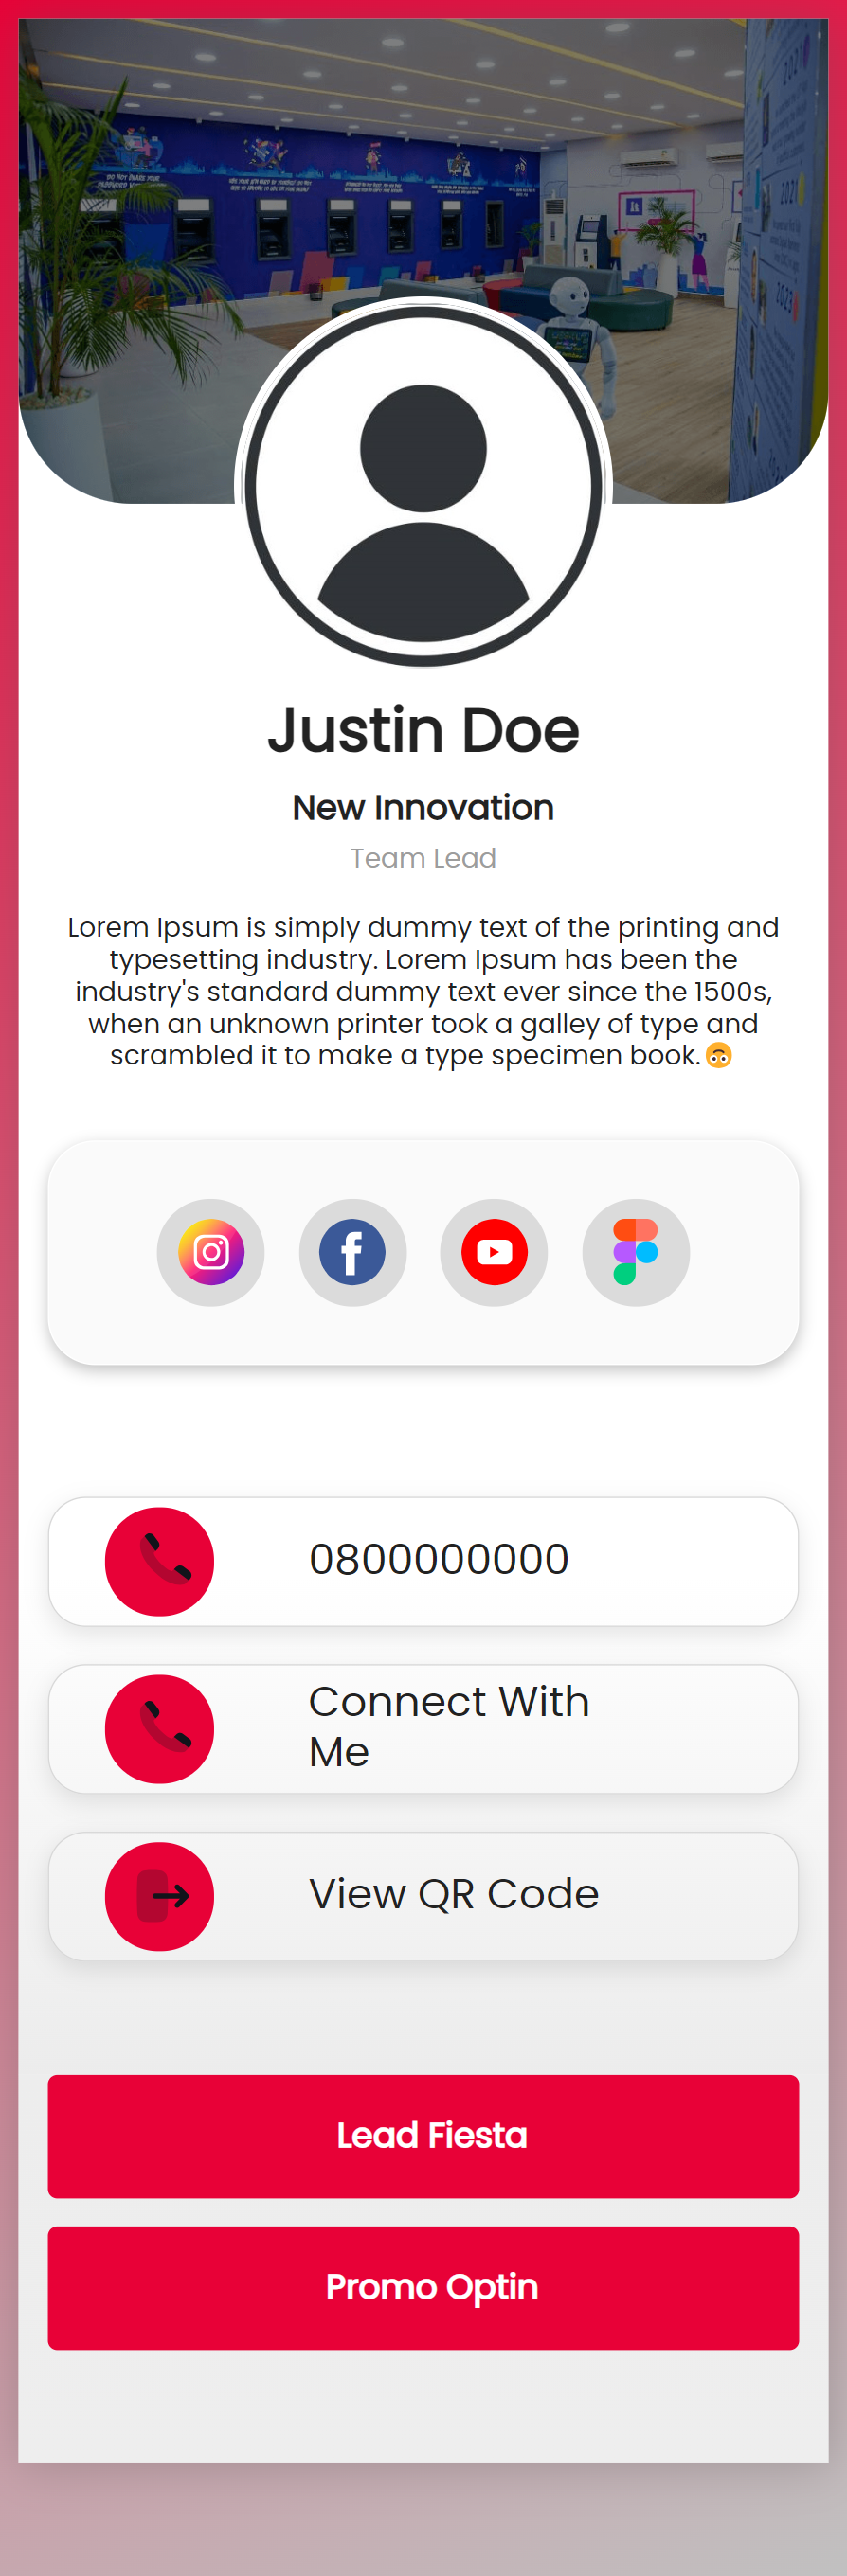 2021
2022
2023
Justin Doe
New Innovation
Team Lead
Lorem Ipsum is simply dummy text of the printing and
typesetting industry. Lorem Ipsum has been the
industry's standard dummy text ever since the 1500s,
when an unknown printer took a galley of type and
scrambled it to make a type specimen book.🙃
0800000000
Connect With
Me
View QR Code
Lead Fiesta
Promo Optin